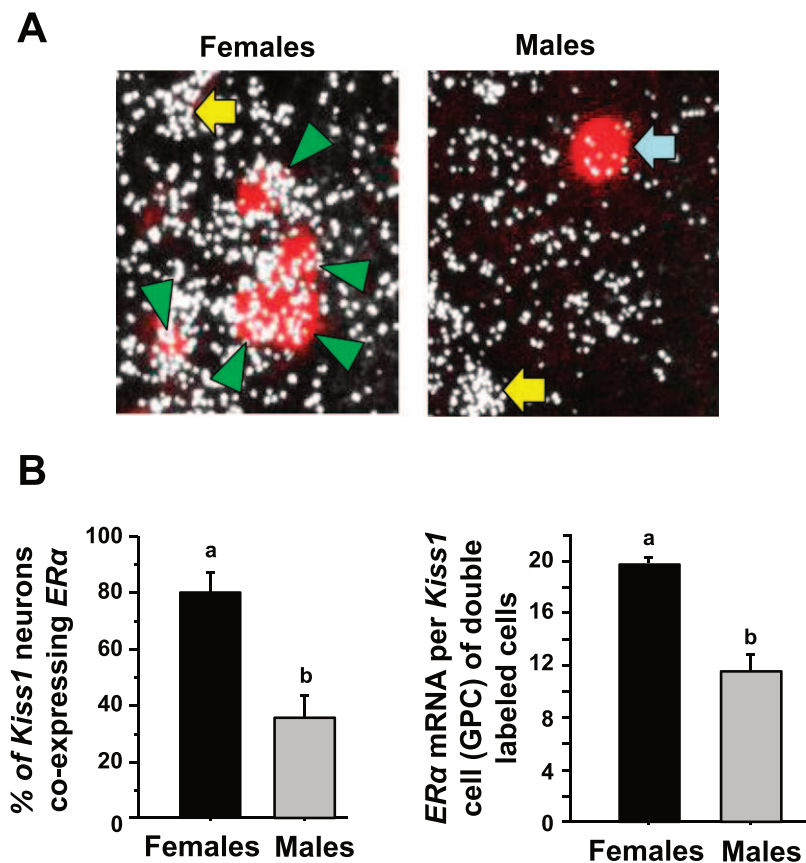 A
Females
Males
B
% of Kiss1 neurons
co-expressing ERα
100
80
60
40
20
0
a
b
Females
Males
ERα mRNA per Kiss1
cell (GPC) of double
labeled cells
20
16
12
8
4
0
a
b
Females
Males